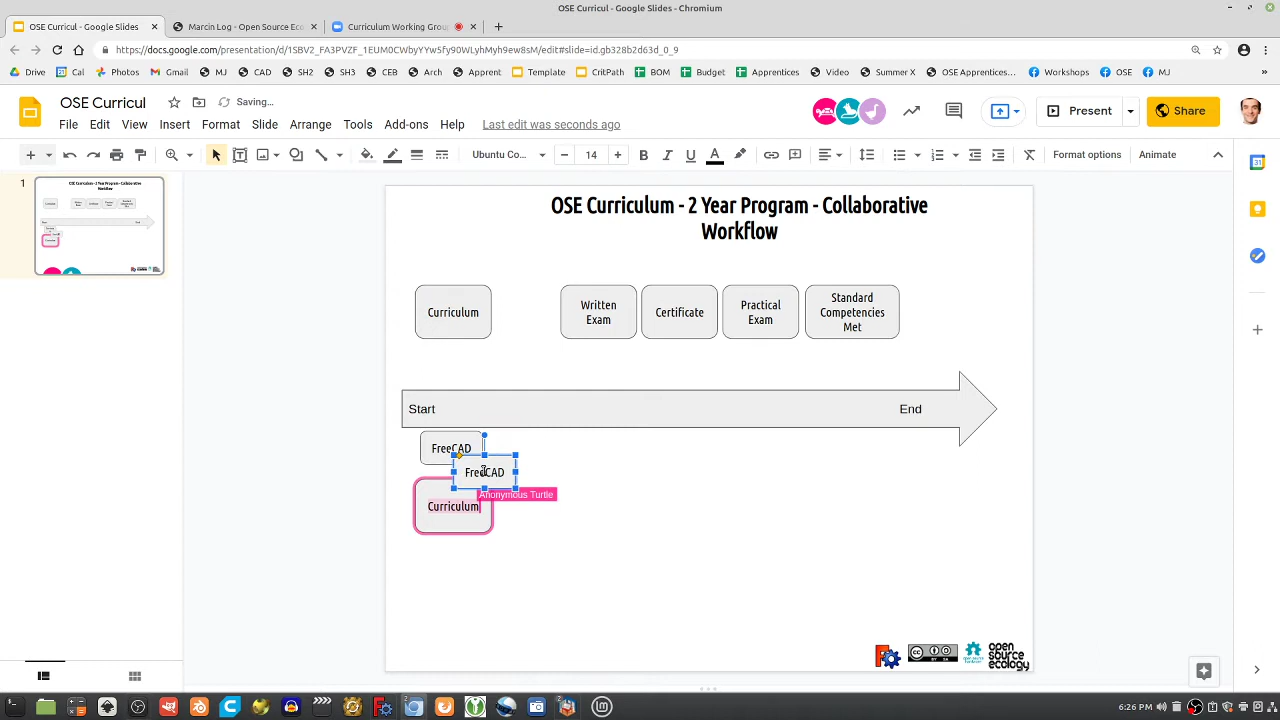 OSE Curricul - Google Slides - Chromium
OSE Curricul - Google Slides
Marcin Log - Open Source Ec
Curriculum Working Grou
https://docs.google.com/presentation/d/1SBV2_FA3PVZF_1EUM0CWbyYYw5fy90WLyhMyh9ew8sM/edit#slide=id.gb328b2d63d_0_9
Drive Cal Photos Gmail MJ CAD SH2 SH3 CEB Arch Apprent Template CritPath BOM Budget Apprentices Video Summer X OSE Apprentices... Workshops OSE MJ »
OSE Curricul
Saving...
Present
Share
File Edit View Insert Format Slide Arrange Tools Add-ons Help Last edit was seconds ago
Ubuntu Co... 14 Format options Animate
31
1
OSE Curriculum - 2 Year Program - Collaborative
Workflow
Curriculum
Written
Exam
Certificate
Practical
Exam
Standard
Competencies
Met
Start
End
FreeCAD
FreeCAD
Anonymous Turtle
Curriculum
open
source
ecology
6:26 PM